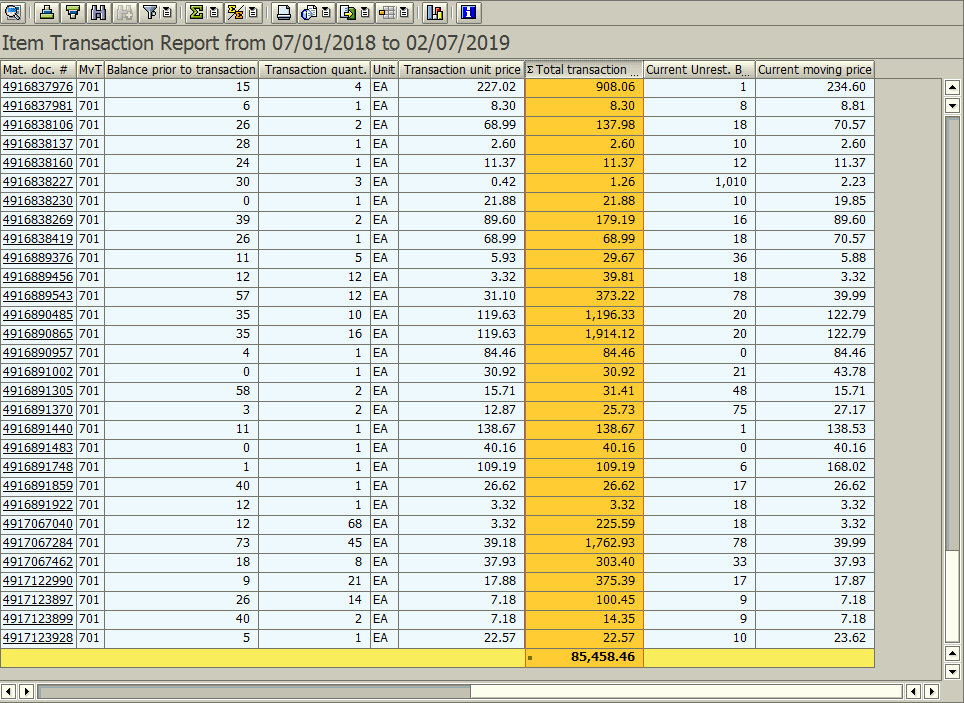 Item Transaction Report from 07/01/2018 to 02/07/2019
Mat. doc. # MvT Balance prior to transaction Transaction quant. Unit Transaction unit price Σ Total transaction ... Current Unrest. B... Current moving price
4916837976 701 15 4 EA 227.02 908.06 1 234.60
4916837981 701 6 1 EA 8.30 8.30 8 8.81
4916838106 701 26 2 EA 68.99 137.98 18 70.57
4916838137 701 28 1 EA 2.60 2.60 10 2.60
4916838160 701 24 1 EA 11.37 11.37 12 11.37
4916838227 701 30 3 EA 0.42 1.26 1,010 2.23
4916838230 701 0 1 EA 21.88 21.88 10 19.85
4916838269 701 39 2 EA 89.60 179.19 16 89.60
4916838419 701 26 1 EA 68.99 68.99 18 70.57
4916889376 701 11 5 EA 5.93 29.67 36 5.88
4916889456 701 12 12 EA 3.32 39.81 18 3.32
4916889543 701 57 12 EA 31.10 373.22 78 39.99
4916890485 701 35 10 EA 119.63 1,196.33 20 122.79
4916890865 701 35 16 EA 119.63 1,914.12 20 122.79
4916890957 701 4 1 EA 84.46 84.46 0 84.46
4916891002 701 0 1 EA 30.92 30.92 21 43.78
4916891305 701 58 2 EA 15.71 31.41 48 15.71
4916891370 701 3 2 EA 12.87 25.73 75 27.17
4916891440 701 11 1 EA 138.67 138.67 1 138.53
4916891483 701 0 1 EA 40.16 40.16 0 40.16
4916891748 701 1 1 EA 109.19 109.19 6 168.02
4916891859 701 40 1 EA 26.62 26.62 17 26.62
4916891922 701 12 1 EA 3.32 3.32 18 3.32
4917067040 701 12 68 EA 3.32 225.59 18 3.32
4917067284 701 73 45 EA 39.18 1,762.93 78 39.99
4917067462 701 18 8 EA 37.93 303.40 33 37.93
4917122990 701 9 21 EA 17.88 375.39 17 17.87
4917123897 701 26 14 EA 7.18 100.45 9 7.18
4917123899 701 40 2 EA 7.18 14.35 9 7.18
4917123928 701 5 1 EA 22.57 22.57 10 23.62
85,458.46